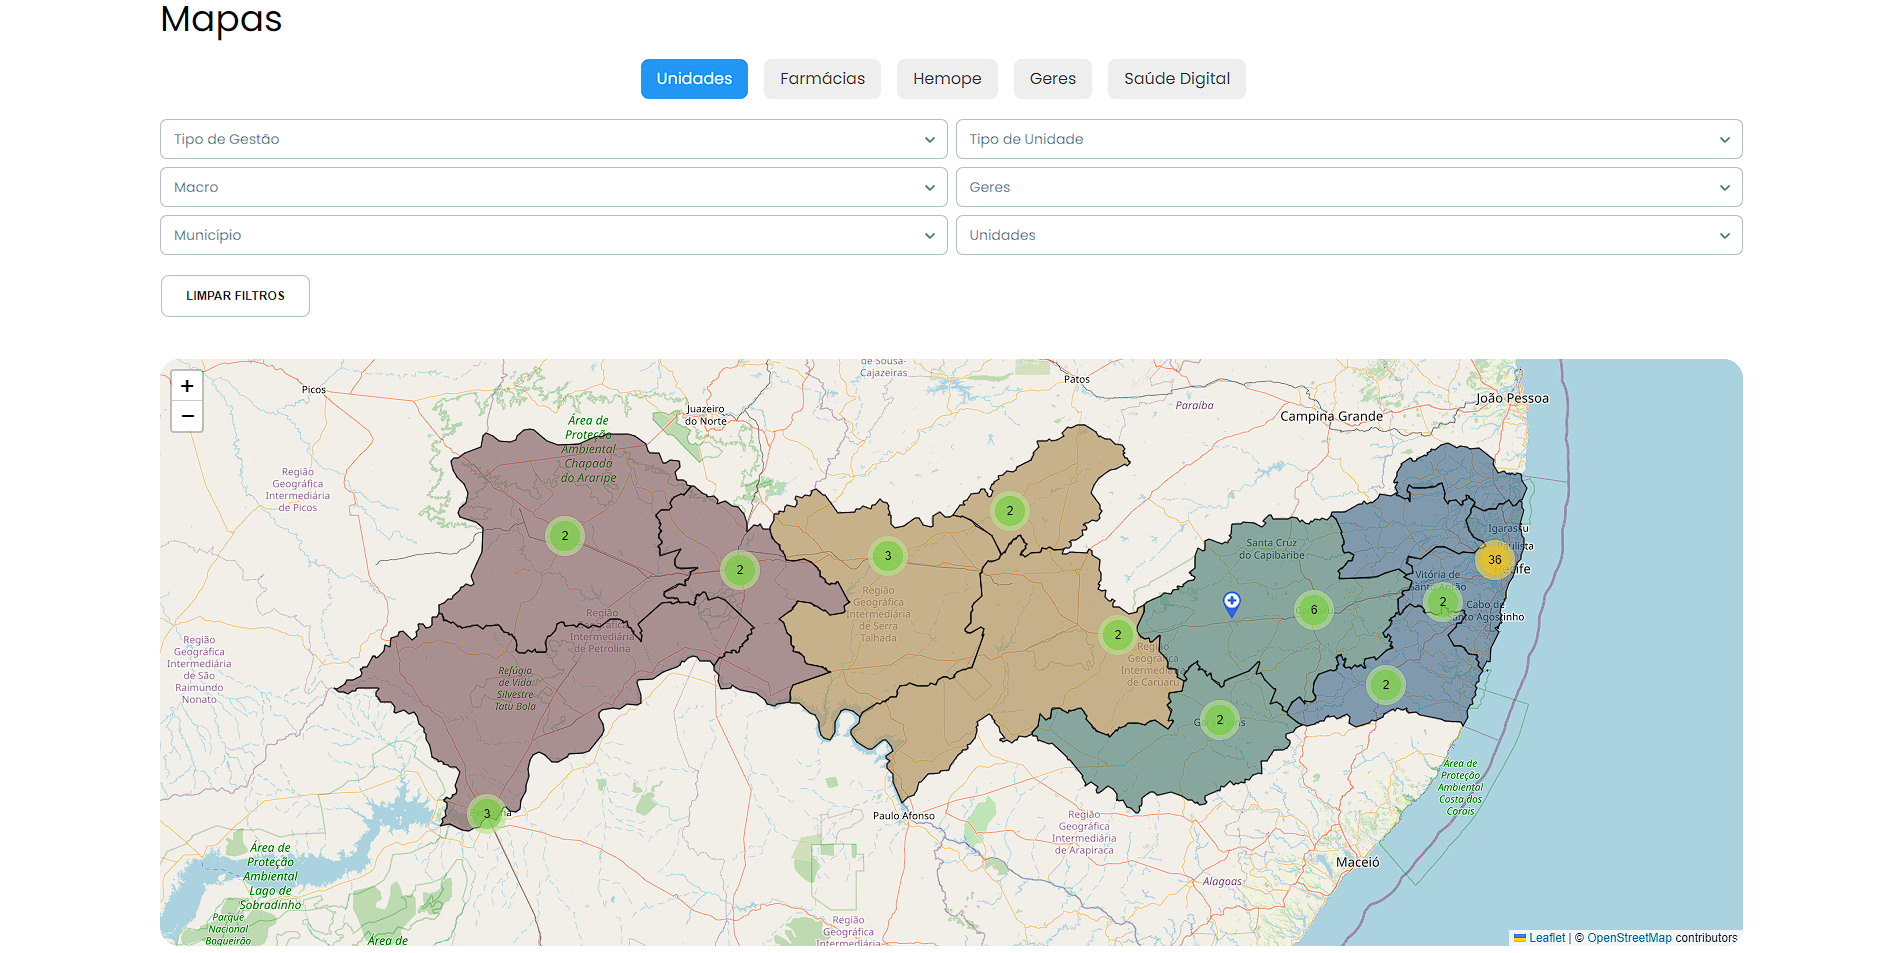 Mapas
Unidades
Farmácias
Hemope
Geres
Saúde Digital
Tipo de Gestão
Tipo de Unidade
Macro
Geres
Município
Unidades
LIMPAR FILTROS
+
−
de Sousa-
Cajazeiras
Patos
Picos
Juazeiro
do Norte
Paraíba
Campina Grande
João Pessoa
Área de
Proteção
Ambiental
Chapada
do Araripe
Região
Geográfica
Intermediária
de Picos
2
2
3
2
2
6
36
2
2
2
3
Santa Cruz
do Capibaribe
Igarassu
Vitória de
Cabo de
Região
Geográfica
Intermediária
de Serra
Talhada
Região
Intermediária
de Petrolina
Refúgio
de Vida
Silvestre
Tatu Bola
Região
Geográfica
Intermediária
de São
Raimundo
Nonato
Região
Geográfica
Intermediária
de Caruaru
Paulo Afonso
Região
Geográfica
Intermediária
de Arapiraca
Maceió
Alagoas
Área de
Proteção
Ambiental
Costa dos
Corais
Área de
Proteção
Ambiental
Lago de
Sobradinho
Parque
Nacional
Boqueirão
Área de
Região
Geográfica
Intermediária
Leaflet | © OpenStreetMap contributors